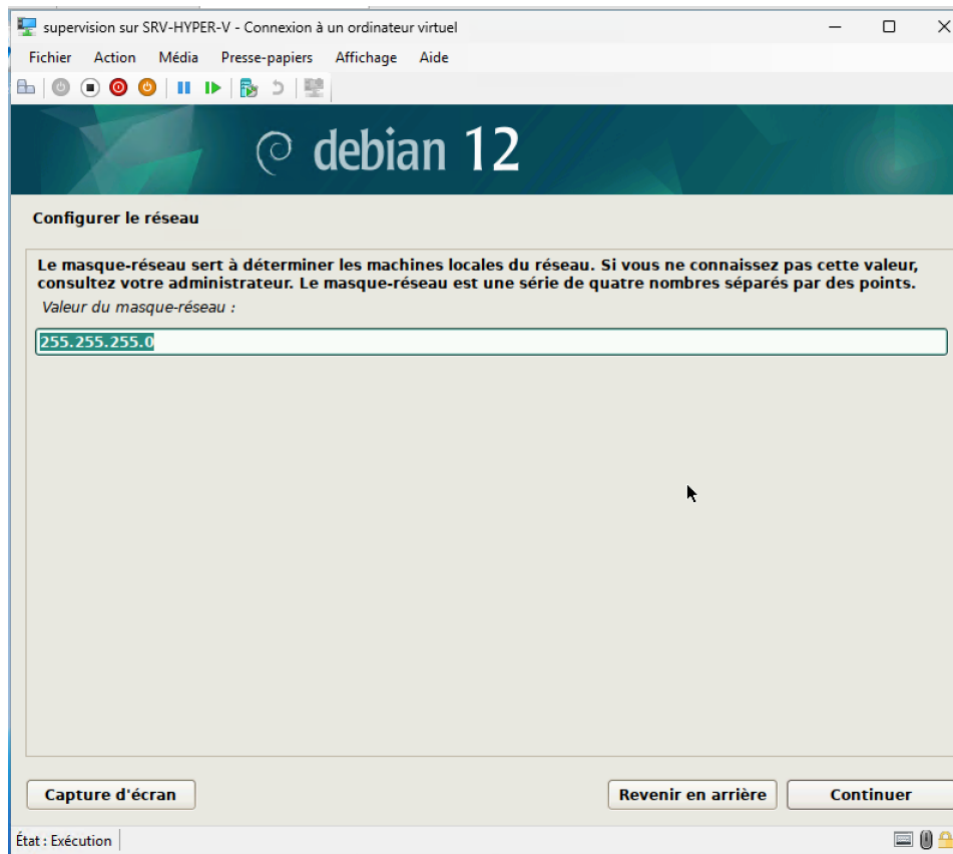 supervision sur SRV-HYPER-V - Connexion à un ordinateur virtuel
Fichier Action Média Presse-papiers Affichage Aide
debian 12
Configurer le réseau
Le masque-réseau sert à déterminer les machines locales du réseau. Si vous ne connaissez pas cette valeur,
consultez votre administrateur. Le masque-réseau est une série de quatre nombres séparés par des points.
Valeur du masque-réseau :
255.255.255.0
Capture d'écran Revenir en arrière Continuer
État : Exécution